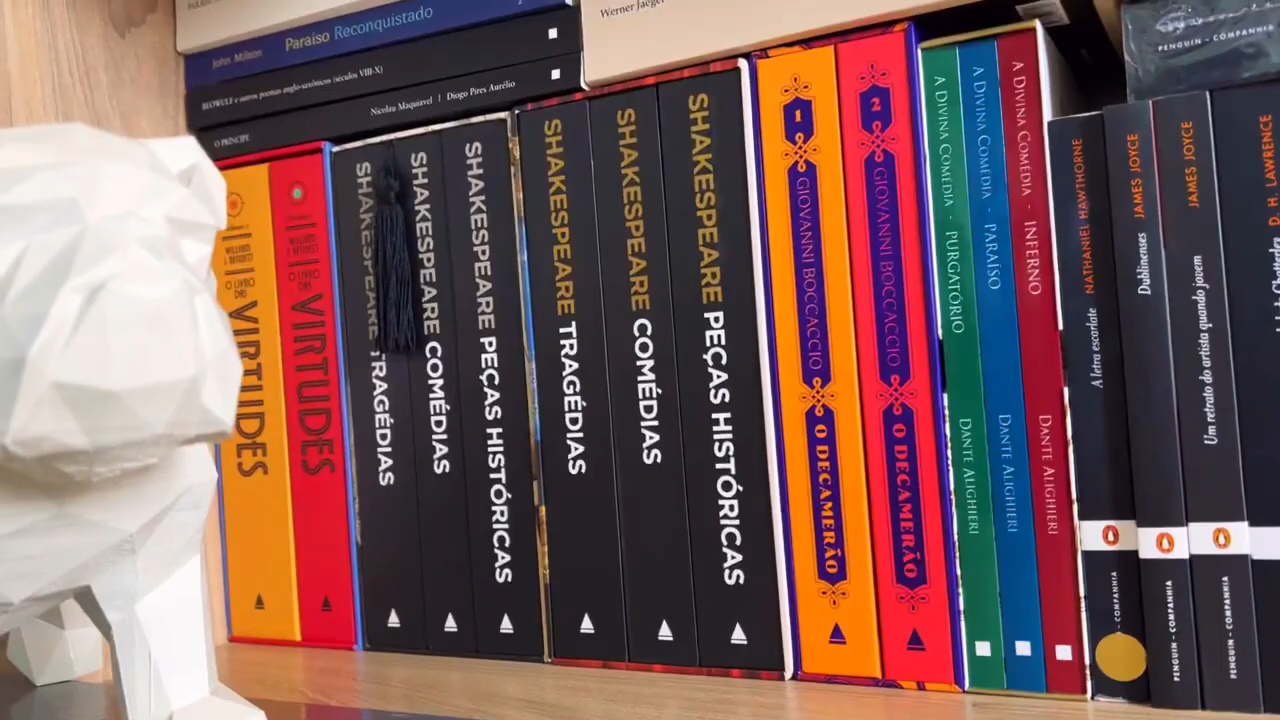 Werner Jaeger
John Milson Paraíso Reconquistado 2
BEOWULF e outros poemas anglo-saxônicos (séculos VIII-X)
O PRÍNCIPE Nicolau Maquiavel | Diogo Pires Aurélio
PENGUIN - COMPANHIA
WILLIAM J. BENNETT O LIVRO DAS VIRTUDES
WILLIAM J. BENNETT O LIVRO DAS VIRTUDES
SHAKESPEARE TRAGÉDIAS
SHAKESPEARE COMÉDIAS
SHAKESPEARE PEÇAS HISTÓRICAS
SHAKESPEARE TRAGÉDIAS
SHAKESPEARE COMÉDIAS
SHAKESPEARE PEÇAS HISTÓRICAS
1 GIOVANNI BOCCACCIO O DECAMERÃO
2 GIOVANNI BOCCACCIO O DECAMERÃO
A DIVINA COMÉDIA - PURGATÓRIO DANTE ALIGHIERI
A DIVINA COMÉDIA - PARAÍSO DANTE ALIGHIERI
A DIVINA COMÉDIA - INFERNO DANTE ALIGHIERI
A letra escarlate NATHANIEL HAWTHORNE - COMPANHIA
Dublinenses JAMES JOYCE PENGUIN - COMPANHIA
Um retrato do artista quando jovem JAMES JOYCE PENGUIN - COMPANHIA
D. H. LAWRENCE